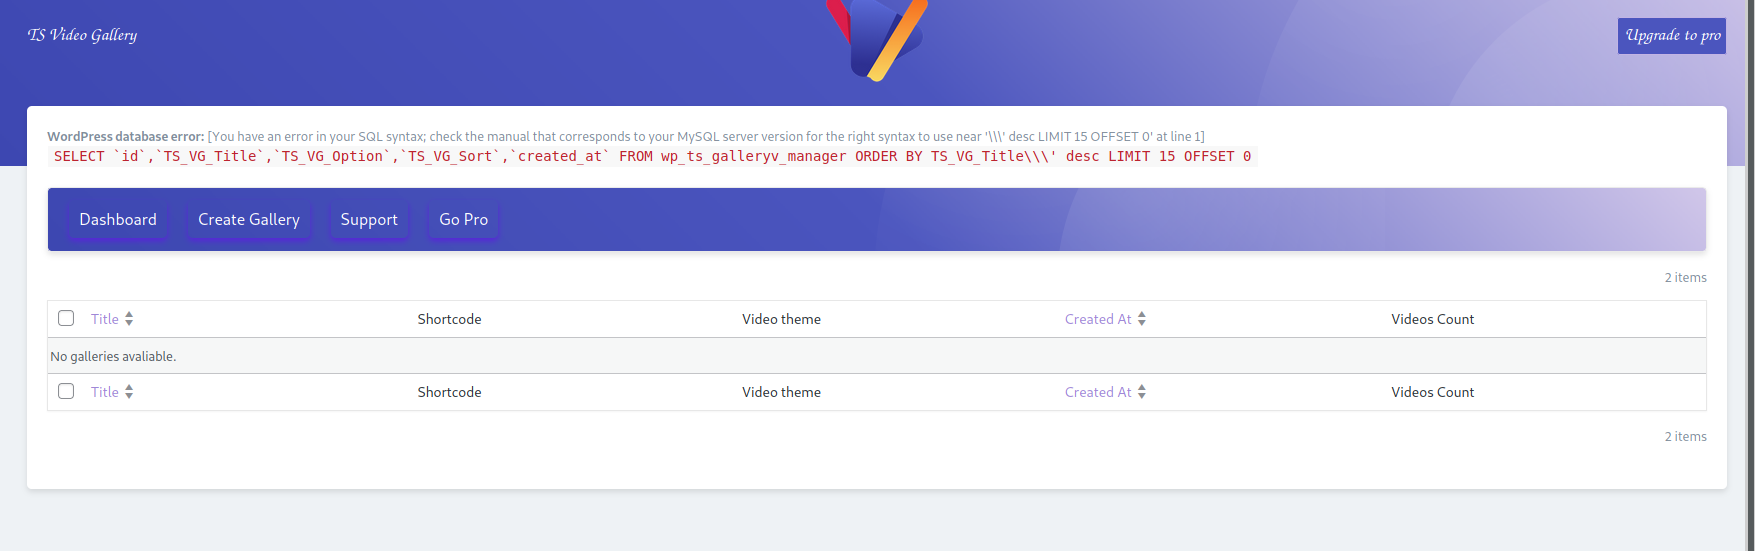 TS Video Gallery
Upgrade to pro
WordPress database error: [You have an error in your SQL syntax; check the manual that corresponds to your MySQL server version for the right syntax to use near '\\\' desc LIMIT 15 OFFSET 0' at line 1]
SELECT `id`,`TS_VG_Title`,`TS_VG_Option`,`TS_VG_Sort`,`created_at` FROM wp_ts_galleryv_manager ORDER BY TS_VG_Title\\\' desc LIMIT 15 OFFSET 0
Dashboard Create Gallery Support Go Pro
2 items
Title Shortcode Video theme Created At Videos Count
No galleries avaliable.
Title Shortcode Video theme Created At Videos Count
2 items